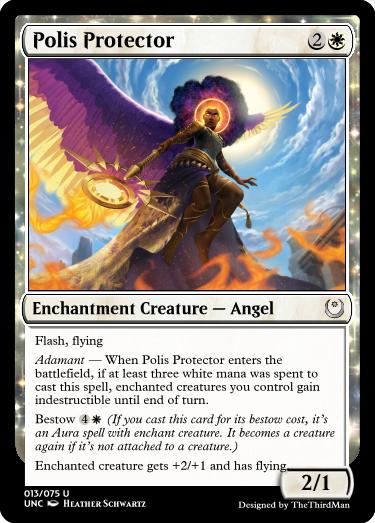 Polis Protector 2
Enchantment Creature — Angel
Flash, flying
Adamant — When Polis Protector enters the
battlefield, if at least three white mana was spent to
cast this spell, enchanted creatures you control gain
indestructible until end of turn.
Bestow 4 (If you cast this card for its bestow cost, it's
an Aura spell with enchant creature. It becomes a creature
again if it's not attached to a creature.)
Enchanted creature gets +2/+1 and has flying.
2/1
013/075 U
UNC HEATHER SCHWARTZ Designed by TheThirdMan